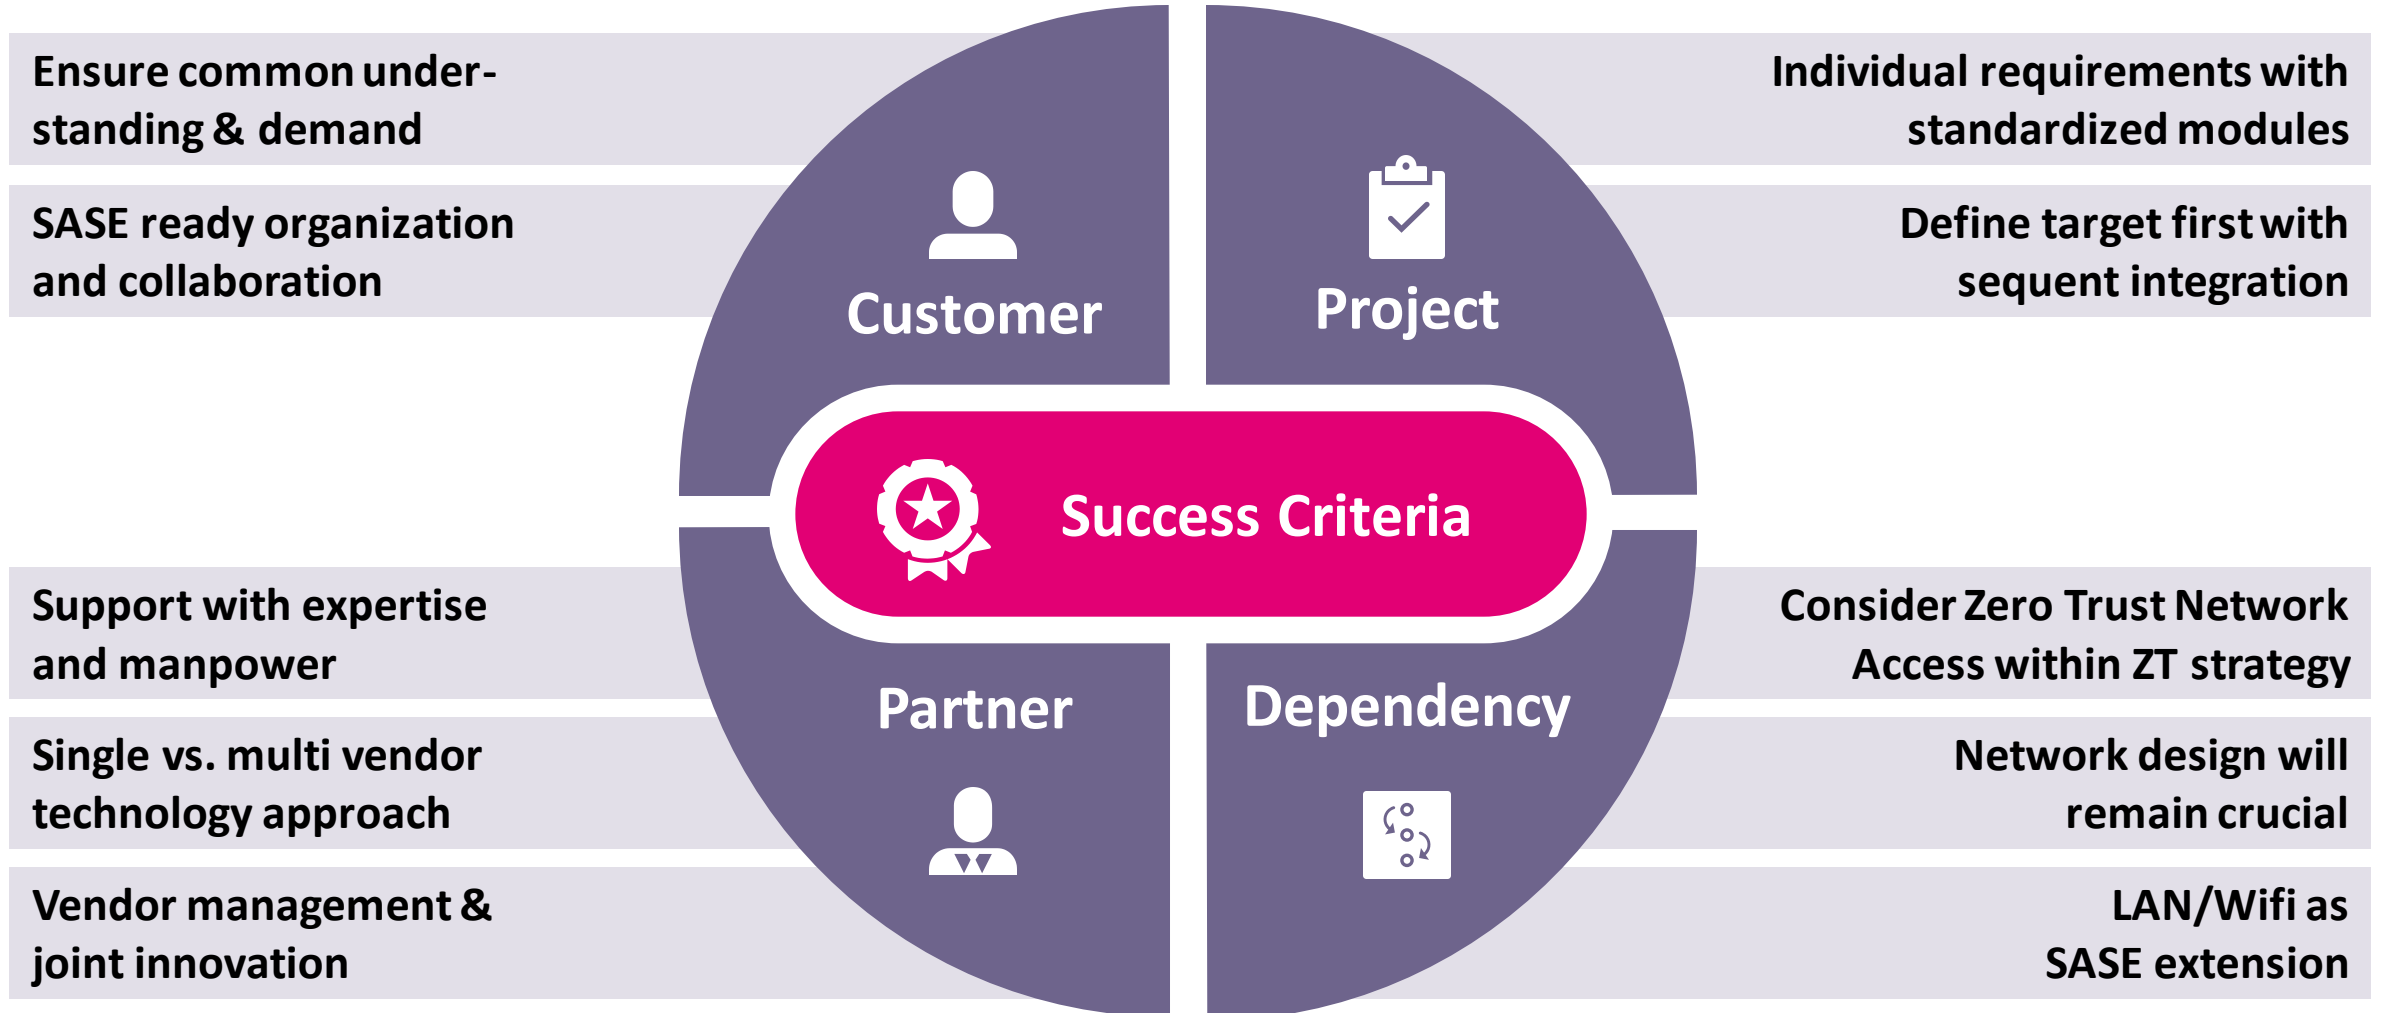 Ensure common under-
standing & demand
SASE ready organization
and collaboration
Customer
Individual requirements with
standardized modules
Define target first with
sequent integration
Project
Success Criteria
Support with expertise
and manpower
Single vs. multi vendor
technology approach
Vendor management &
joint innovation
Partner
Consider Zero Trust Network
Access within ZT strategy
Network design will
remain crucial
LAN/Wifi as
SASE extension
Dependency